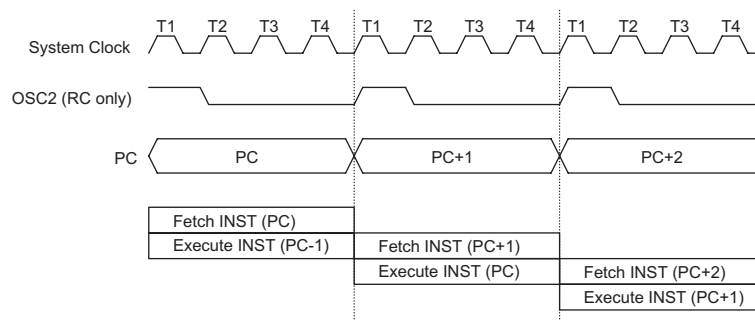 T1 T2 T3 T4 T1 T2 T3 T4 T1 T2 T3 T4
System Clock
OSC2 (RC only)
PC PC PC+1 PC+2
Fetch INST (PC)
Execute INST (PC-1) Fetch INST (PC+1)
Execute INST (PC) Fetch INST (PC+2)
Execute INST (PC+1)